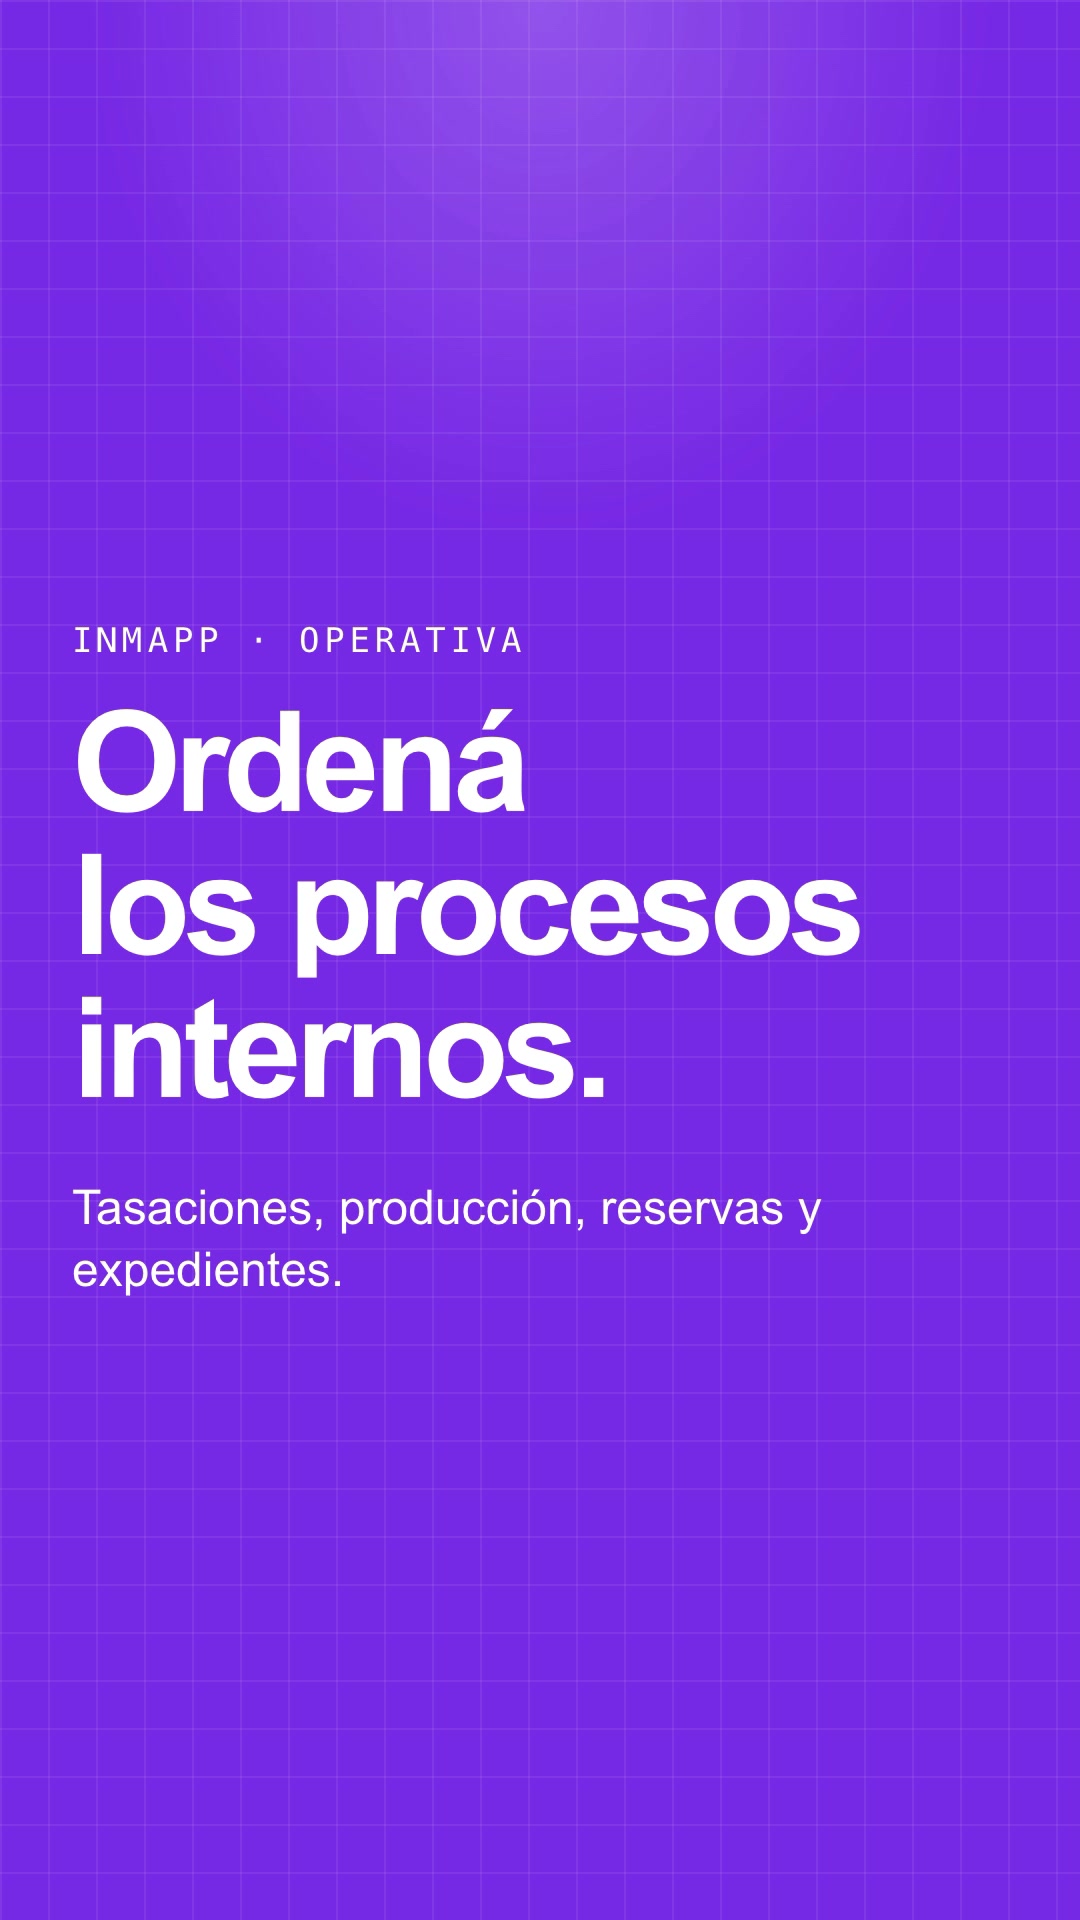 INMAPP · OPERATIVA
Ordená
los procesos
internos.
Tasaciones, producción, reservas y
expedientes.